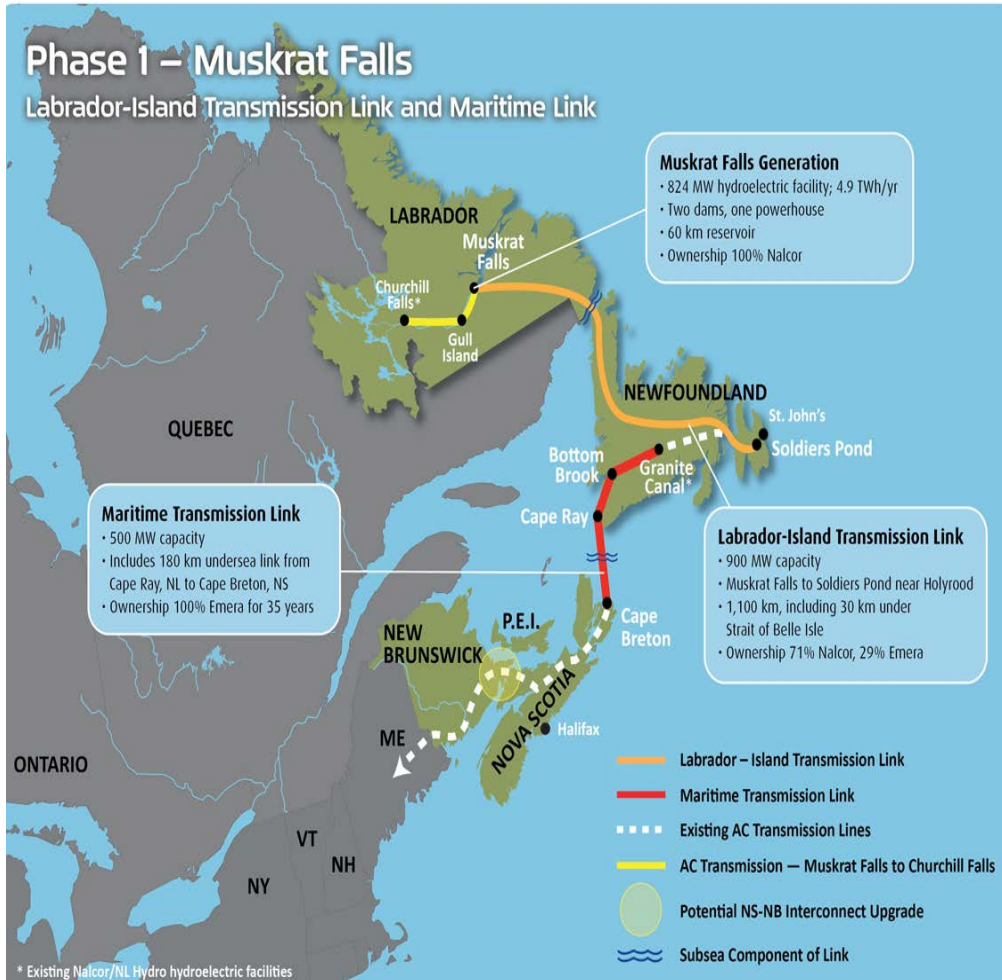 Phase 1 – Muskrat Falls
Labrador-Island Transmission Link and Maritime Link
Muskrat Falls Generation
· 824 MW hydroelectric facility; 4.9 TWh/yr
· Two dams, one powerhouse
· 60 km reservoir
· Ownership 100% Nalcor
LABRADOR
Muskrat
Falls
Churchill
Falls*
Gull
Island
QUEBEC
NEWFOUNDLAND
St. John's
Soldiers Pond
Bottom
Brook
Granite
Canal*
Cape Ray
Maritime Transmission Link
· 500 MW capacity
· Includes 180 km undersea link from
Cape Ray, NL to Cape Breton, NS
· Ownership 100% Emera for 35 years
Labrador-Island Transmission Link
· 900 MW capacity
· Muskrat Falls to Soldiers Pond near Holyrood
· 1,100 km, including 30 km under
Strait of Belle Isle
· Ownership 71% Nalcor, 29% Emera
Cape
Breton
P.E.I.
NEW
BRUNSWICK
NOVA SCOTIA
Halifax
ME
ONTARIO
VT
NH
NY
Labrador – Island Transmission Link
Maritime Transmission Link
Existing AC Transmission Lines
AC Transmission — Muskrat Falls to Churchill Falls
Potential NS-NB Interconnect Upgrade
Subsea Component of Link
* Existing Nalcor/NL Hydro hydroelectric facilities